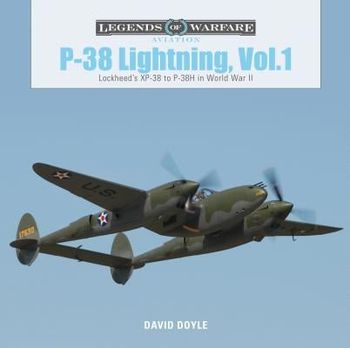 LEGENDS OF WARFARE
AVIATION
P-38 Lightning, Vol.1
Lockheed's XP-38 to P-38H in World War II
U.S.
17630
DAVID DOYLE